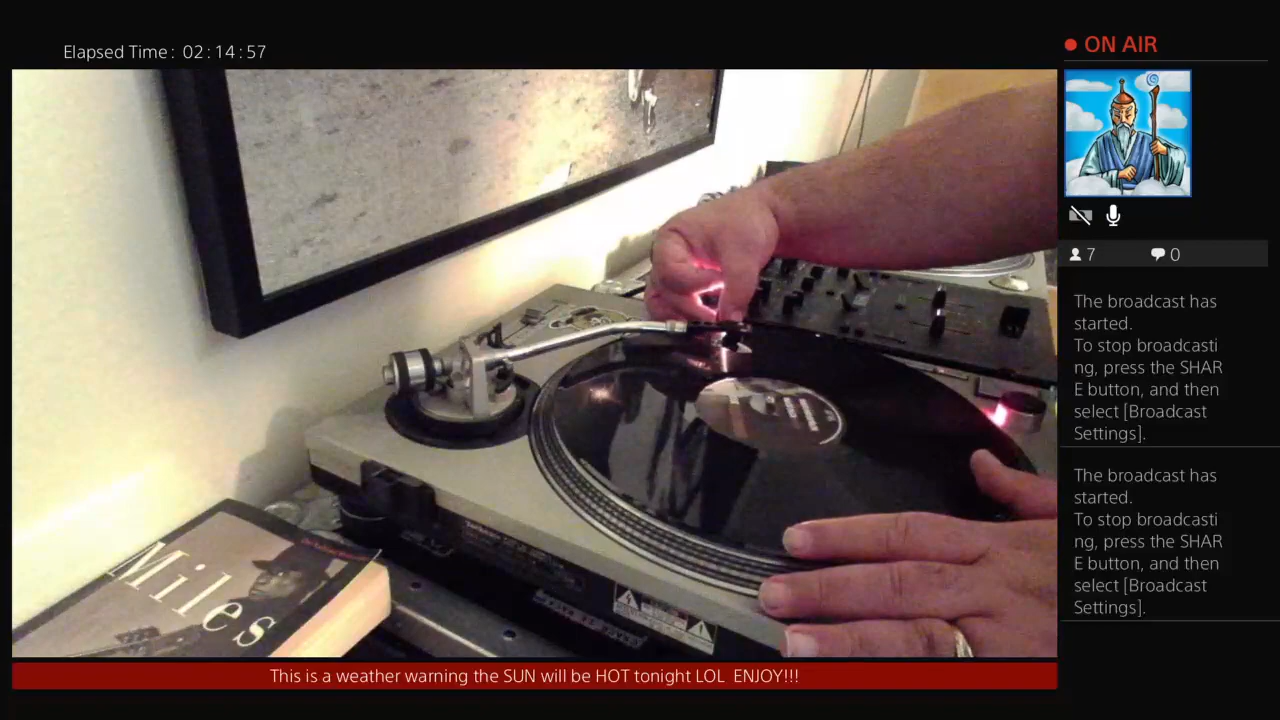 Elapsed Time: 02:14:57
ON AIR
7
0
The broadcast has
started.
To stop broadcasti
ng, press the SHAR
E button, and then
select [Broadcast
Settings].
The broadcast has
started.
To stop broadcasti
ng, press the SHAR
E button, and then
select [Broadcast
Settings].
Miles
This is a weather warning the SUN will be HOT tonight LOL ENJOY!!!